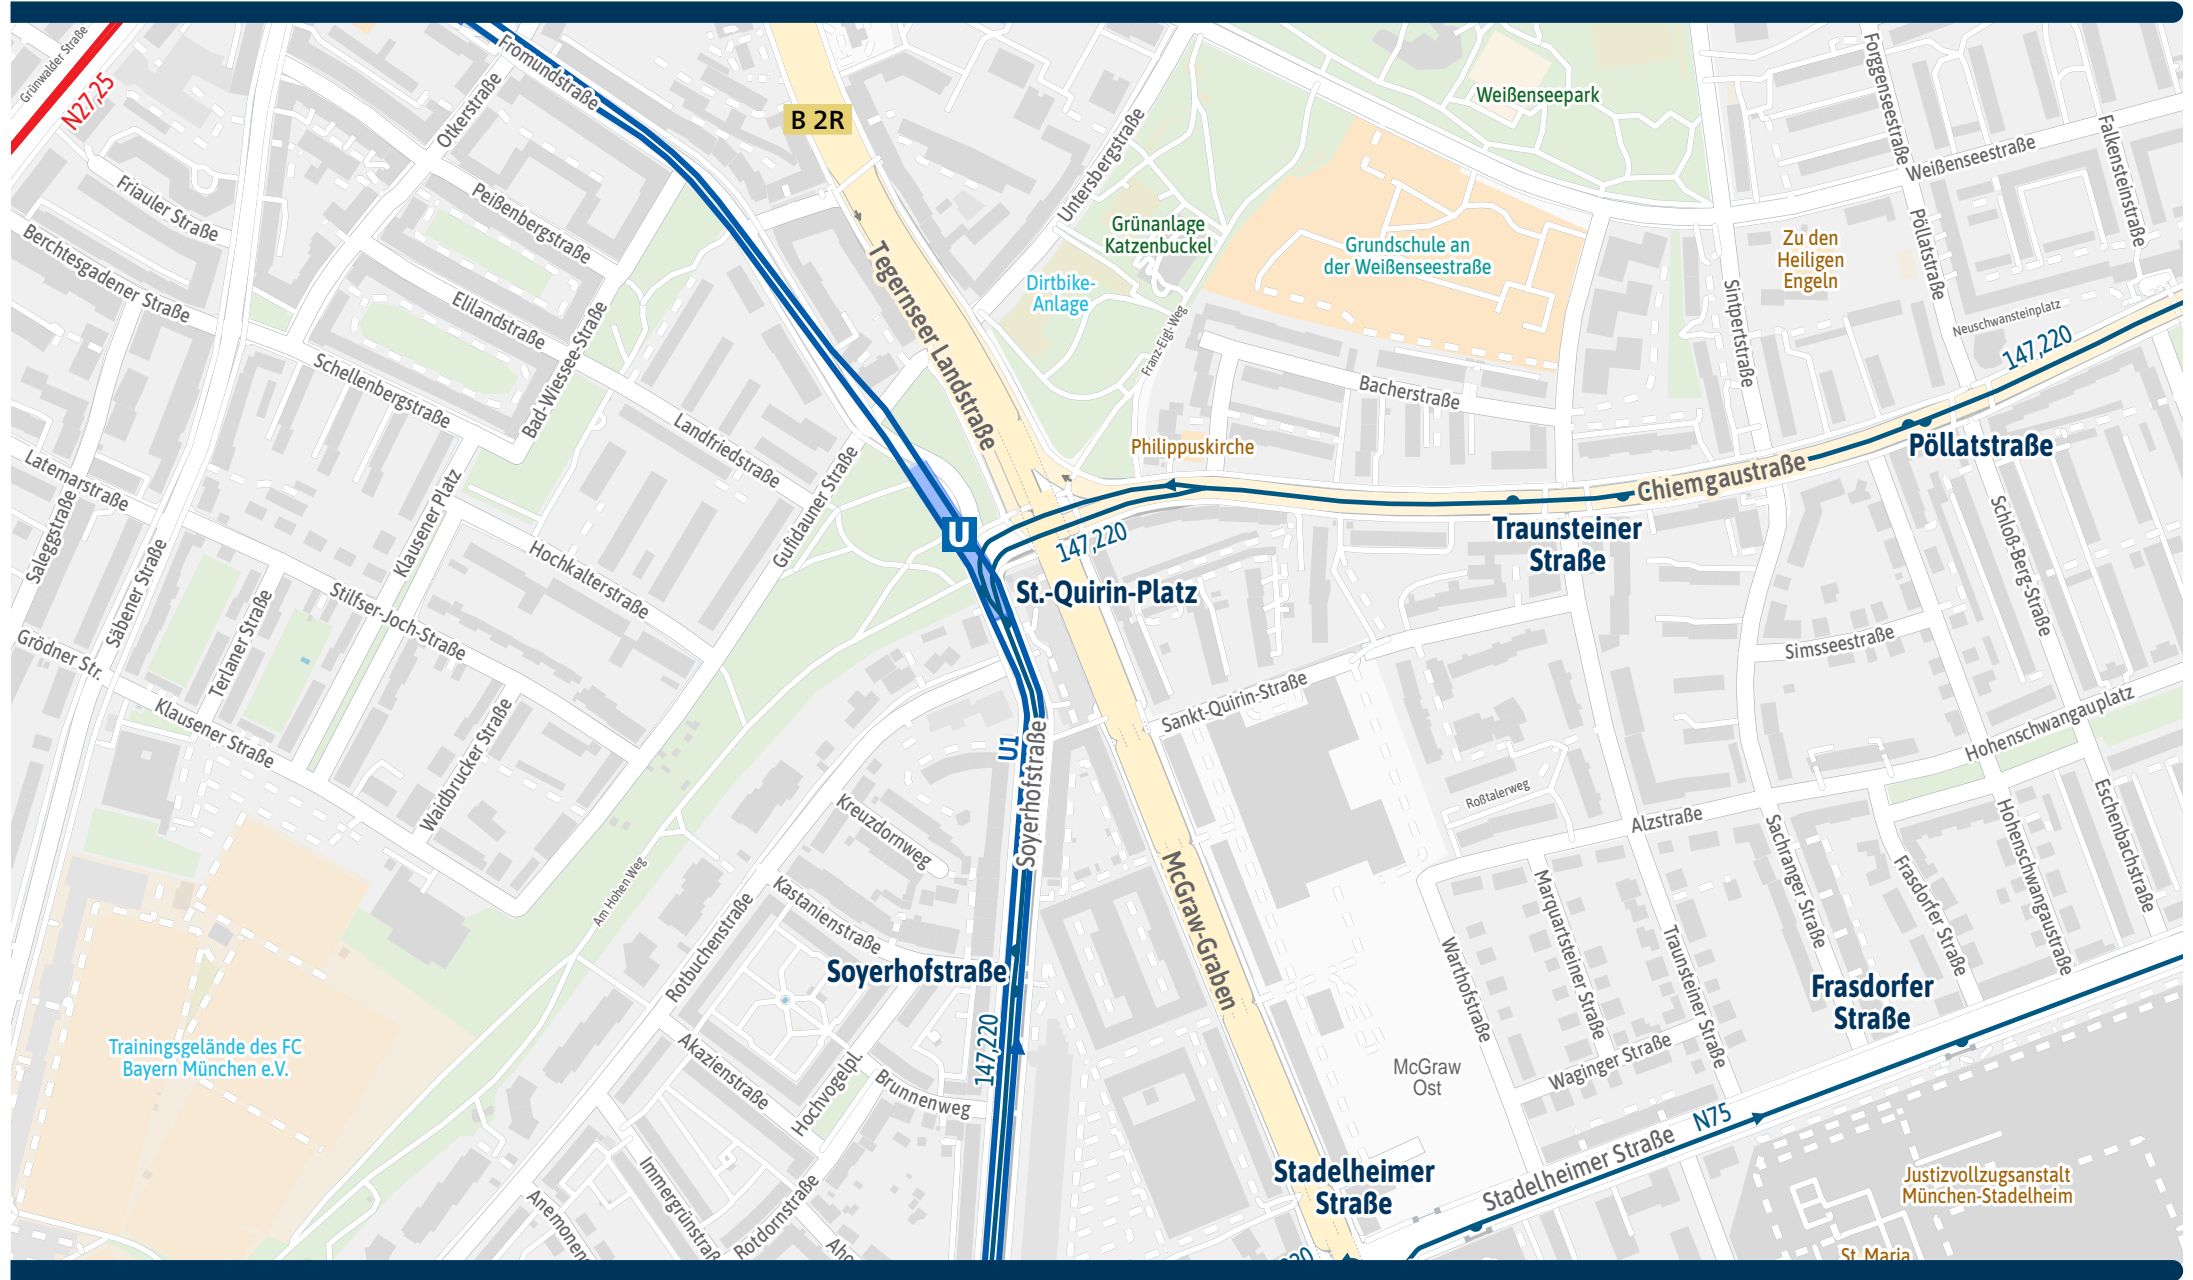 Grünwalder Straße
N27,25
Fromundstraße
Otkerstraße
B 2R
Untersbergstraße
Weißenseepark
Forggenseestraße
Weißenseestraße
Falkensteinstraße
Friauler Straße
Peißenbergstraße
Berchtesgadener Straße
Elilandstraße
Schellenbergstraße
Bad-Wiessee-Straße
Tegernseer Landstraße
Grünanlage
Katzenbuckel
Dirtbike-
Anlage
Franz-Eigl-Weg
Grundschule an
der Weißenseestraße
Zu den
Heiligen
Engeln
Pöllatstraße
Sintpertstraße
Neuschwansteinplatz
147,220
Bacherstraße
Philippuskirche
Pöllatstraße
Chiemgaustraße
Traunsteiner
Straße
Landfriedstraße
Gufidauner Straße
Latemarstraße
Saleggstraße
Säbener Straße
Klausener Platz
Hochkalterstraße
Stilfser-Joch-Straße
Terlaner Straße
Grödner Str.
Klausener Straße
Waidbrucker Straße
U
147,220
St.-Quirin-Platz
Schloß-Berg-Straße
Simsseestraße
Sankt-Quirin-Straße
Hohenschwangauplatz
U1
Soyerhofstraße
Kreuzdornweg
Roßtalerweg
Alzstraße
Sachranger Straße
Frasdorfer Straße
Hohenschwangaustraße
Eschenbachstraße
McGraw-Graben
Am Hohen Weg
Kastanienstraße
Rotbuchenstraße
Soyerhofstraße
Marquartsteiner Straße
Traunsteiner Straße
Warthofstraße
Frasdorfer
Straße
Trainingsgelände des FC
Bayern München e.V.
147,220
Akazienstraße
Hochvogelpl.
Brunnenweg
McGraw
Ost
Waginger Straße
N75
Stadelheimer Straße
Stadelheimer
Straße
Justizvollzugsanstalt
München-Stadelheim
Immergrünstraß
Rotdornstraße
Anemonen
Aho
St. Maria